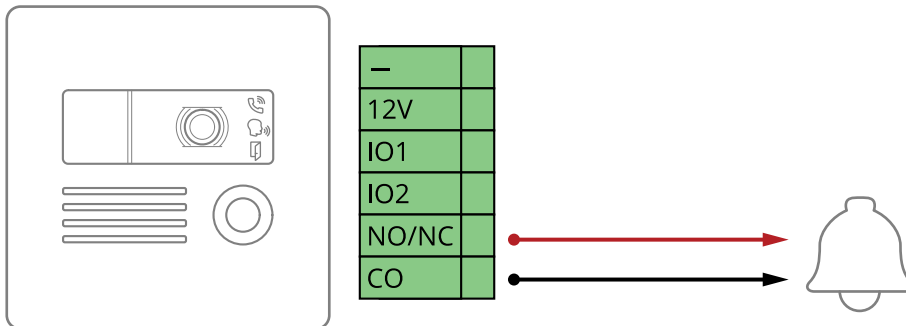 –
12V
IO1
IO2
NO/NC
CO